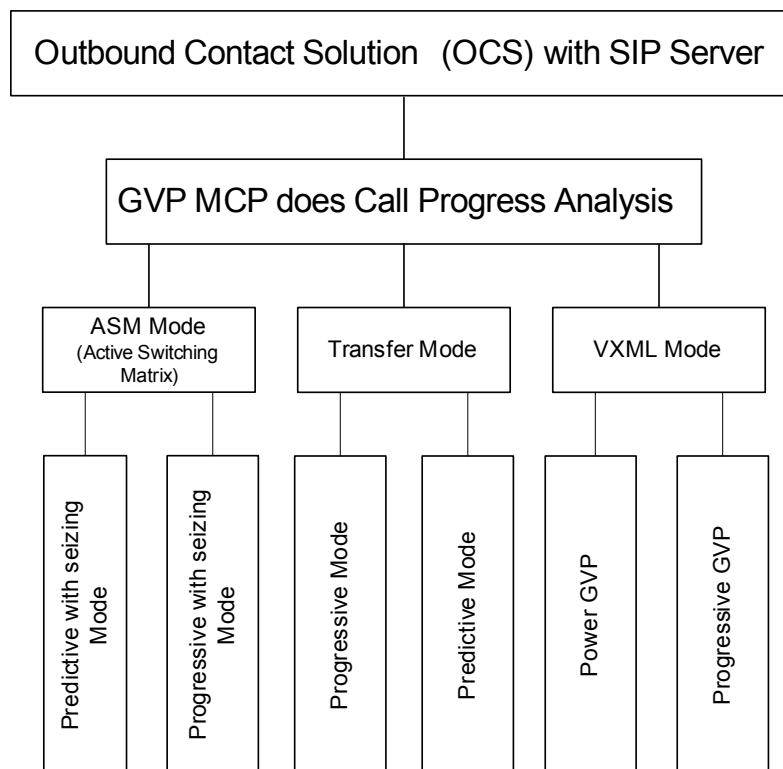 Outbound Contact Solution (OCS) with SIP Server
GVP MCP does Call Progress Analysis
ASM Mode
(Active Switching
Matrix)
Transfer Mode
VXML Mode
Predictive with seizing
Mode
Progressive with seizing
Mode
Progressive Mode
Predictive Mode
Power GVP
Progressive GVP